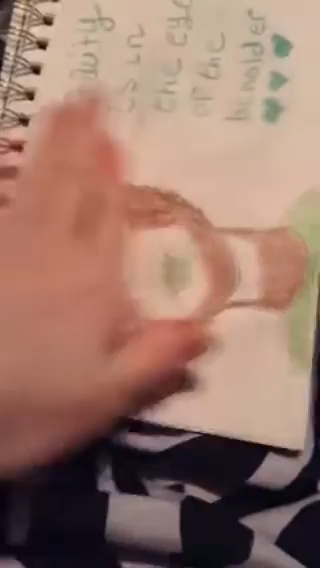 is in
the eye
of the
beholder